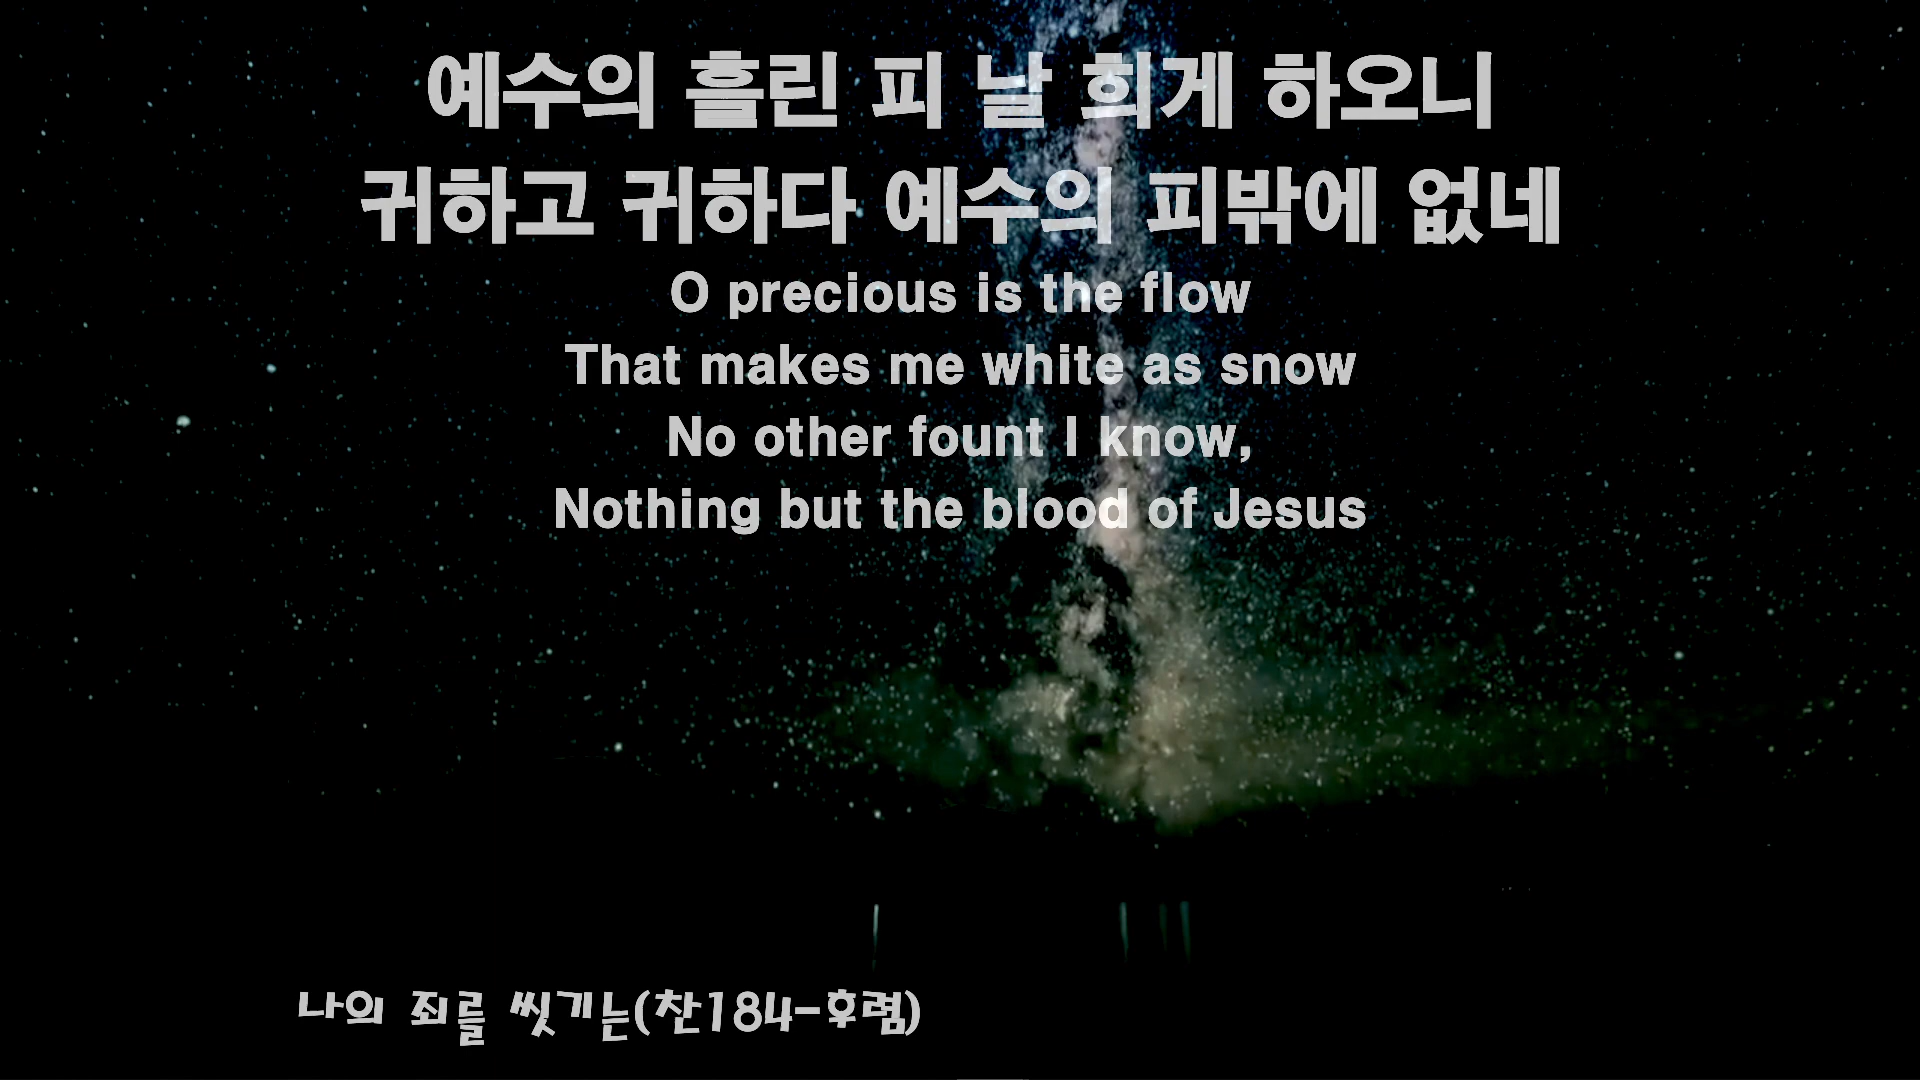 예수의 흘린 피 날 희게 하오니
귀하고 귀하다 예수의 피밖에 없네
O precious is the flow
That makes me white as snow
No other fount I know,
Nothing but the blood of Jesus
나의 죄를 씻기는(찬184-후렴)